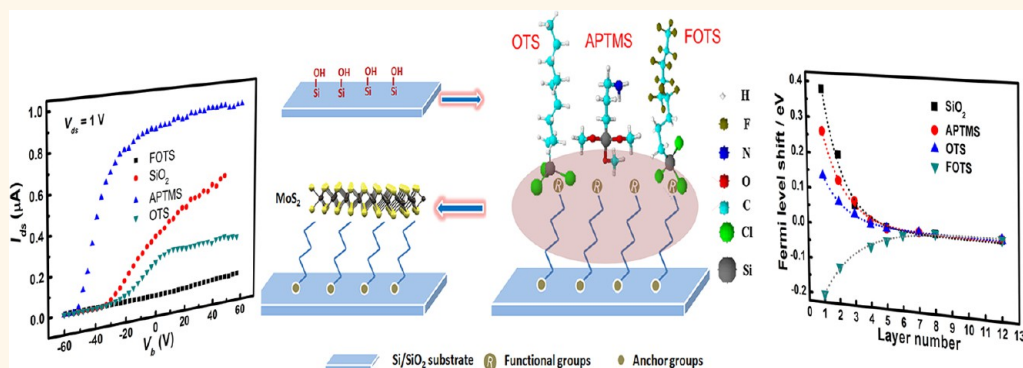 1.0
0.8
0.6
0.4
0.2
0.0
I_ds (μA)
V_ds = 1 V
FOTS
SiO₂
APTMS
OTS
-60 -40 -20 0 20 40 60
V_b (V)
OH OH OH OH
Si Si Si Si
MoS₂
OTS APTMS FOTS
R R R R
H
F
N
O
C
Cl
Si
Si/SiO₂ substrate R Functional groups Anchor groups
0.4
0.3
0.2
0.1
0.0
-0.1
-0.2
Fermi level shift / eV
SiO₂
APTMS
OTS
FOTS
0 1 2 3 4 5 6 7 8 9 10 11 12 13
Layer number